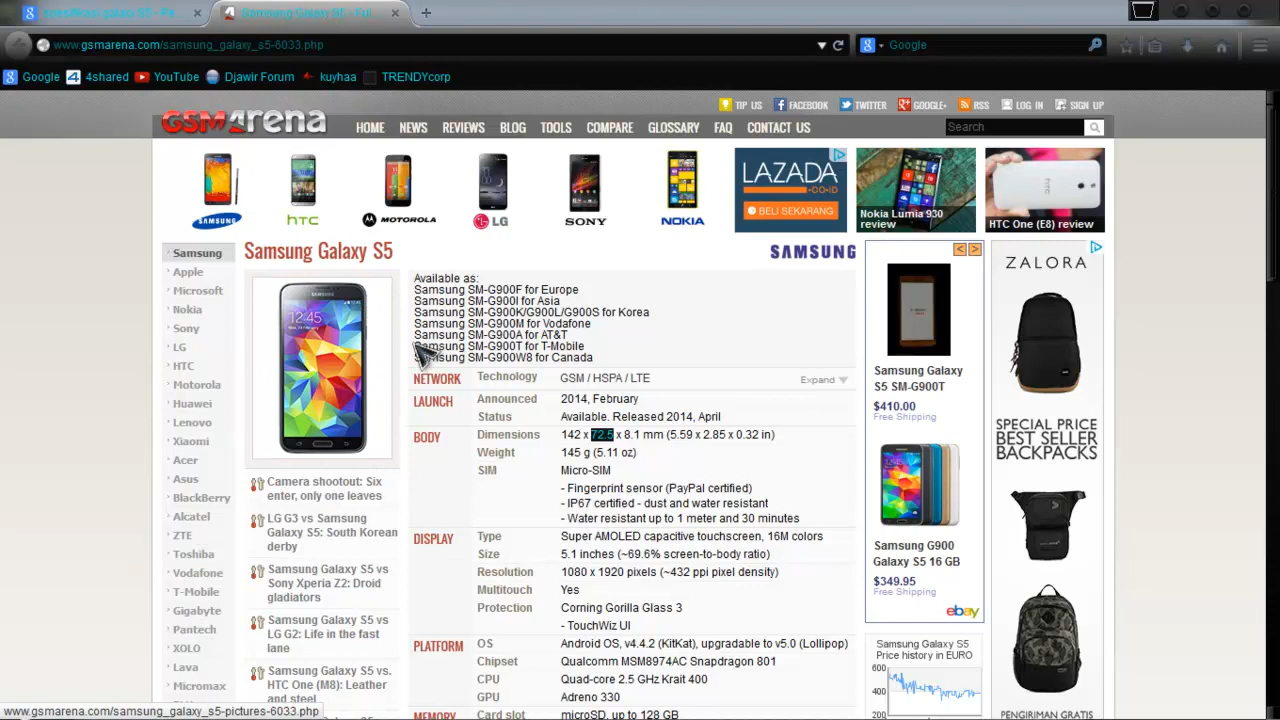 spesifikasi galaxy S5 - Pe
Samsung Galaxy S5 - Full
www.gsmarena.com/samsung_galaxy_s5-6033.php
Google
Google
4shared
YouTube
Djawir Forum
kuyhaa
TRENDYcorp
TIP US
FACEBOOK
TWITTER
GOOGLE+
RSS
LOG IN
SIGN UP
GSMArena
HOME
NEWS
REVIEWS
BLOG
TOOLS
COMPARE
GLOSSARY
FAQ
CONTACT US
Search
SAMSUNG
hTC
MOTOROLA
LG
SONY
NOKIA
LAZADA
.CO.ID
BELI SEKARANG
Nokia Lumia 930
review
HTC One (E8) review
Samsung
Apple
Microsoft
Nokia
Sony
LG
HTC
Motorola
Huawei
Lenovo
Xiaomi
Acer
Asus
BlackBerry
Alcatel
ZTE
Toshiba
Vodafone
T-Mobile
Gigabyte
Pantech
XOLO
Lava
Micromax
Samsung Galaxy S5
SAMSUNG
12:45
Camera shootout: Six
enter, only one leaves
LG G3 vs Samsung
Galaxy S5: South Korean
derby
Samsung Galaxy S5 vs
Sony Xperia Z2: Droid
gladiators
Samsung Galaxy S5 vs
LG G2: Life in the fast
lane
Samsung Galaxy S5 vs.
HTC One (M8): Leather
and steel
Available as:
Samsung SM-G900F for Europe
Samsung SM-G900I for Asia
Samsung SM-G900K/G900L/G900S for Korea
Samsung SM-G900M for Vodafone
Samsung SM-G900A for AT&T
Samsung SM-G900T for T-Mobile
Samsung SM-G900W8 for Canada
NETWORK Technology GSM / HSPA / LTE Expand
LAUNCH Announced 2014, February
Status Available. Released 2014, April
BODY Dimensions 142 x 72.5 x 8.1 mm (5.59 x 2.85 x 0.32 in)
Weight 145 g (5.11 oz)
SIM Micro-SIM
- Fingerprint sensor (PayPal certified)
- IP67 certified - dust and water resistant
- Water resistant up to 1 meter and 30 minutes
DISPLAY Type Super AMOLED capacitive touchscreen, 16M colors
Size 5.1 inches (~69.6% screen-to-body ratio)
Resolution 1080 x 1920 pixels (~432 ppi pixel density)
Multitouch Yes
Protection Corning Gorilla Glass 3
- TouchWiz UI
PLATFORM OS Android OS, v4.4.2 (KitKat), upgradable to v5.0 (Lollipop)
Chipset Qualcomm MSM8974AC Snapdragon 801
CPU Quad-core 2.5 GHz Krait 400
GPU Adreno 330
MEMORY Card slot microSD, up to 128 GB
SAMSUNG
Samsung Galaxy
S5 SM-G900T
$410.00
Free Shipping
Samsung G900
Galaxy S5 16 GB
$349.95
Free Shipping
ebay
Samsung Galaxy S5
Price history in EURO
600
400
200
ZALORA
SPECIAL PRICE
BEST SELLER
BACKPACKS
PENGIRIMAN GRATIS
www.gsmarena.com/samsung_galaxy_s5-pictures-6033.php